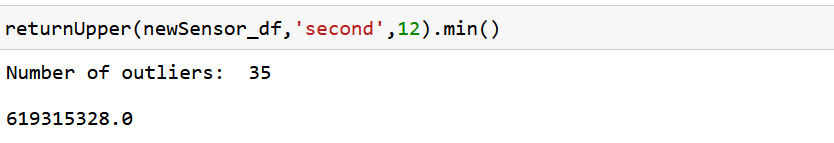 returnUpper(newSensor_df,'second',12).min()
Number of outliers:  35
619315328.0